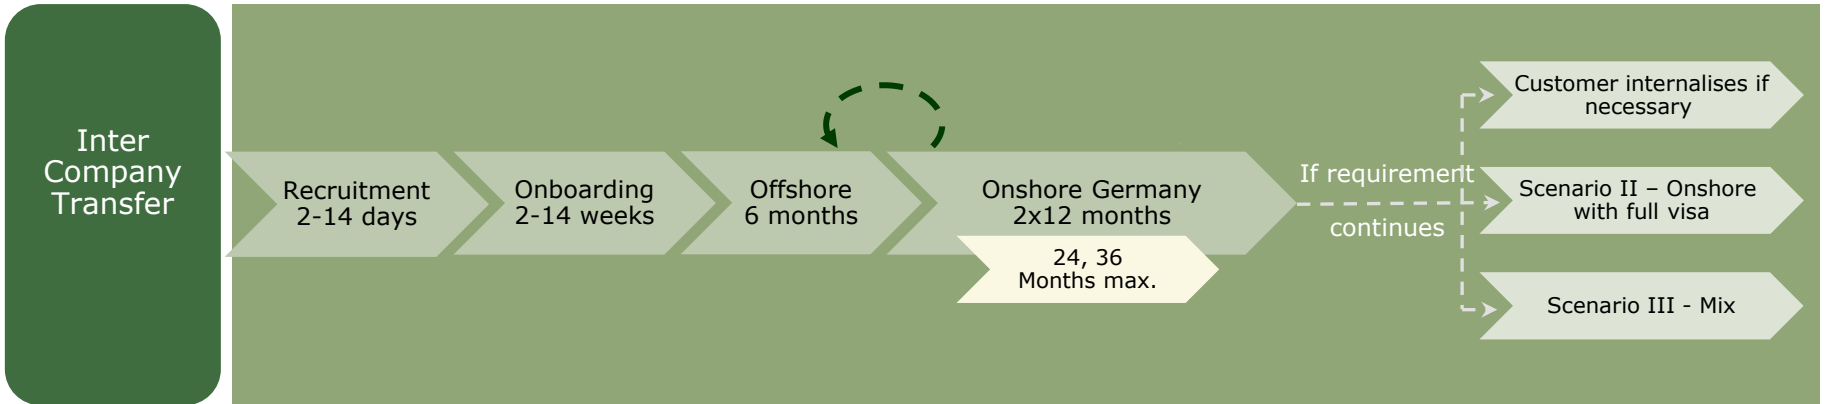 Inter
Company
Transfer
Recruitment
2-14 days
Onboarding
2-14 weeks
Offshore
6 months
Onshore Germany
2x12 months
24, 36
Months max.
If requirement
continues
Customer internalises if
necessary
Scenario II – Onshore
with full visa
Scenario III - Mix